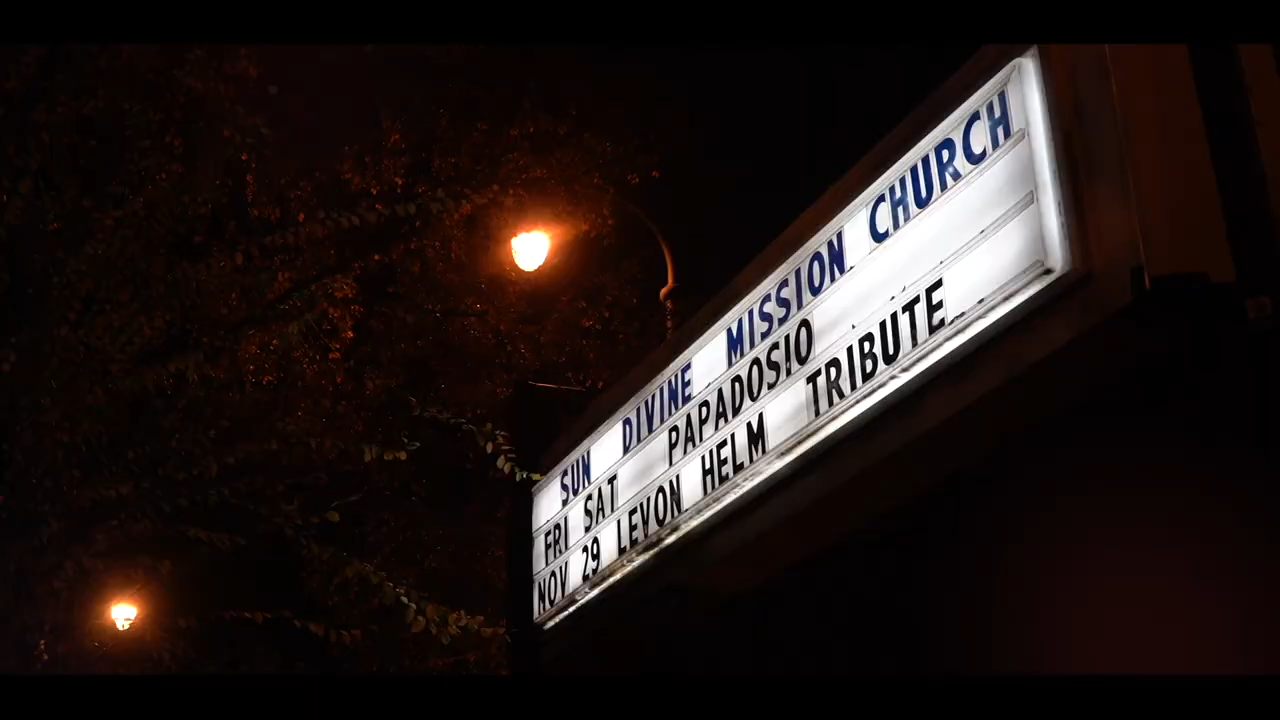 SUN DIVINE MISSION CHURCH
FRI SAT PAPADOSIO
NOV 29 LEVON HELM TRIBUTE